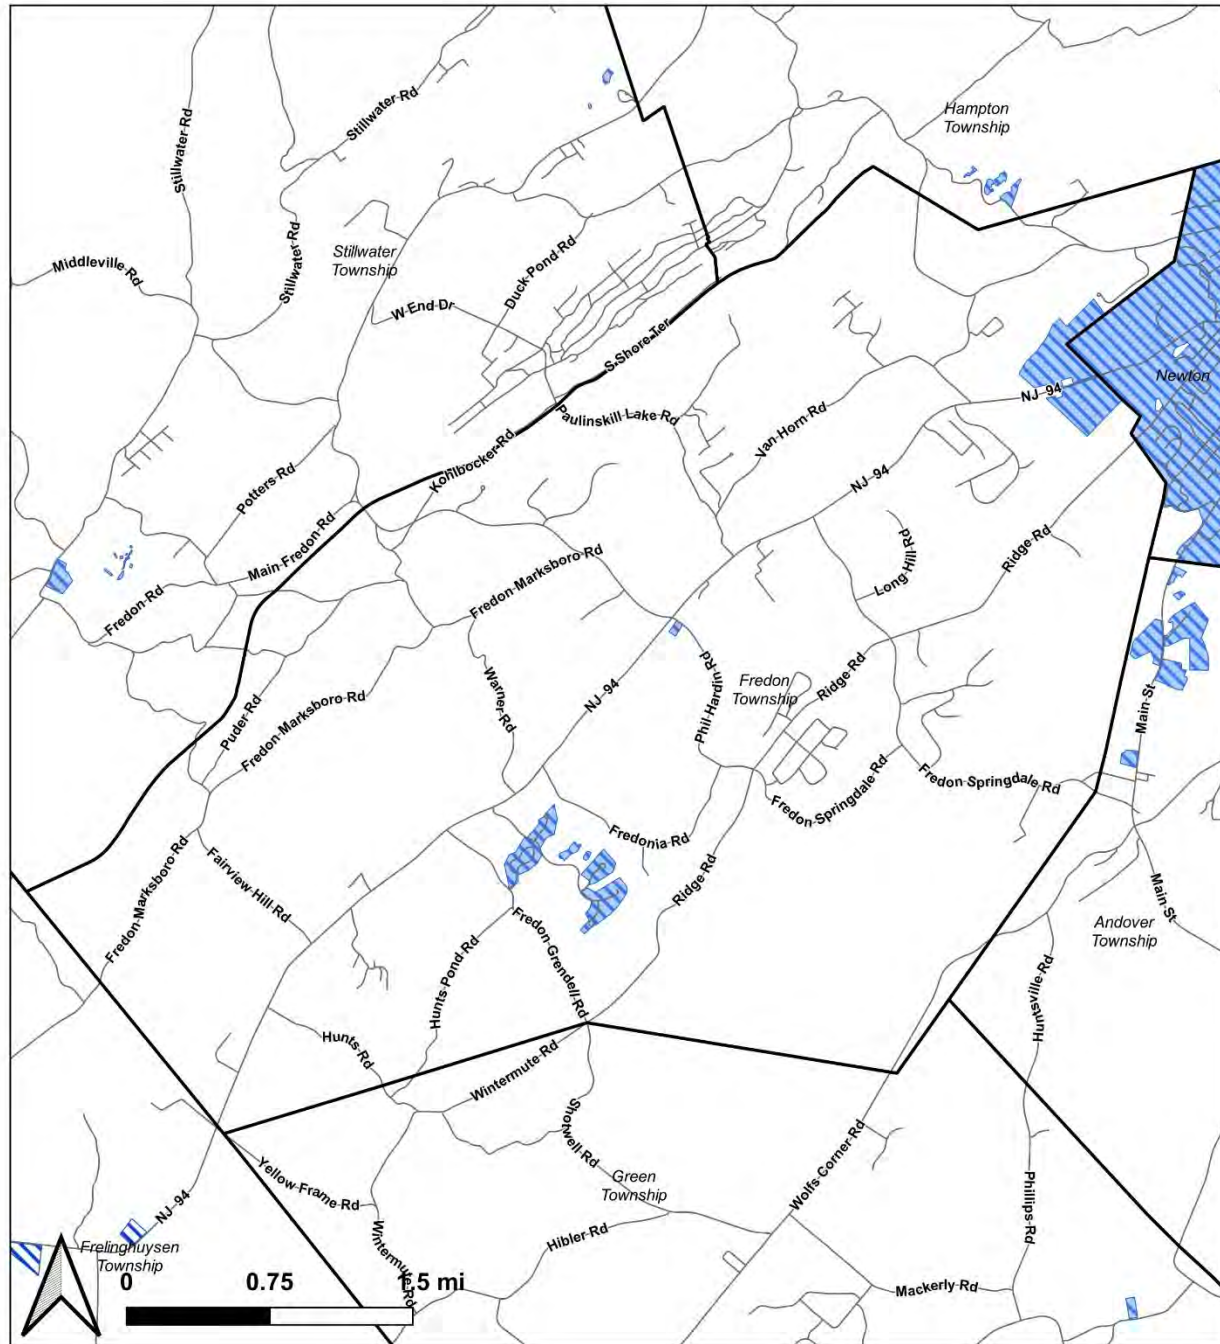 Hampton
Township
Stillwater Rd
Stillwater Rd
Stillwater Rd
Stillwater
Township
Middleville Rd
Duck Pond Rd
W End Dr
S Shore Ter
Newton
NJ 94
Paulinskill Lake Rd
Van Horn Rd
Kohlbocker Rd
Potters Rd
NJ 94
Main Fredon Rd
Long Hill Rd
Ridge Rd
Fredon Marksboro Rd
Fredon Rd
Warner Rd
NJ 94
Phil Hardin Rd
Fredon
Township
Ridge Rd
Main St
Puder Rd
Fredon Marksboro Rd
Fredon Springdale Rd
Fredon Springdale Rd
Fredonia Rd
Fredon Marksboro Rd
Fairview Hill Rd
Ridge Rd
Main St
Andover
Township
Fredon Grendell Rd
Hunts Pond Rd
Huntsville Rd
Hunts Rd
Wintermute Rd
Shotwell Rd
Green
Township
Wolfs Corner Rd
Yellow Frame Rd
Phillips Rd
NJ 94
Hibler Rd
Wintermute Rd
Frelinghuysen
Township
Mackerly Rd
0 0.75 1.5 mi